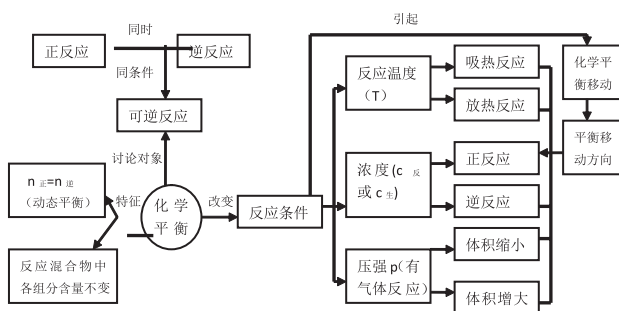 引起
同时
正反应
逆反应
同条件
可逆反应
讨论对象
n 正=n 逆
（动态平衡）
特征
化 学
平 衡
反应混合物中
各组分含量不变
改变
反应条件
反应温度
（T）
浓度(c 反
或c 生)
压强 p(有
气体反应)
吸热反应
放热反应
正反应
逆反应
体积缩小
体积增大
化学平
衡移动
平衡移
动方向